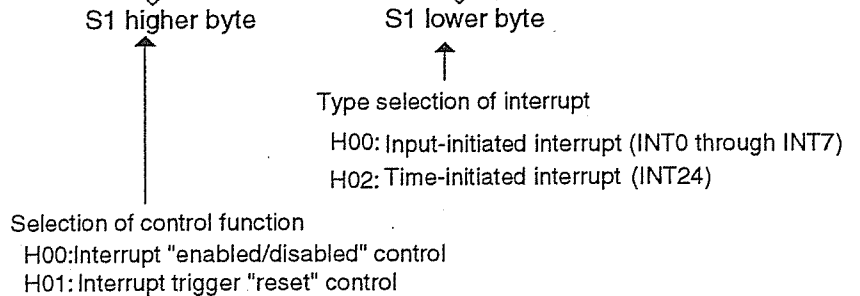 S1 higher byte
S1 lower byte
Type selection of interrupt
H00: Input-initiated interrupt (INT0 through INT7)
H02: Time-initiated interrupt (INT24)
Selection of control function
H00:Interrupt "enabled/disabled" control
H01: Interrupt trigger "reset" control